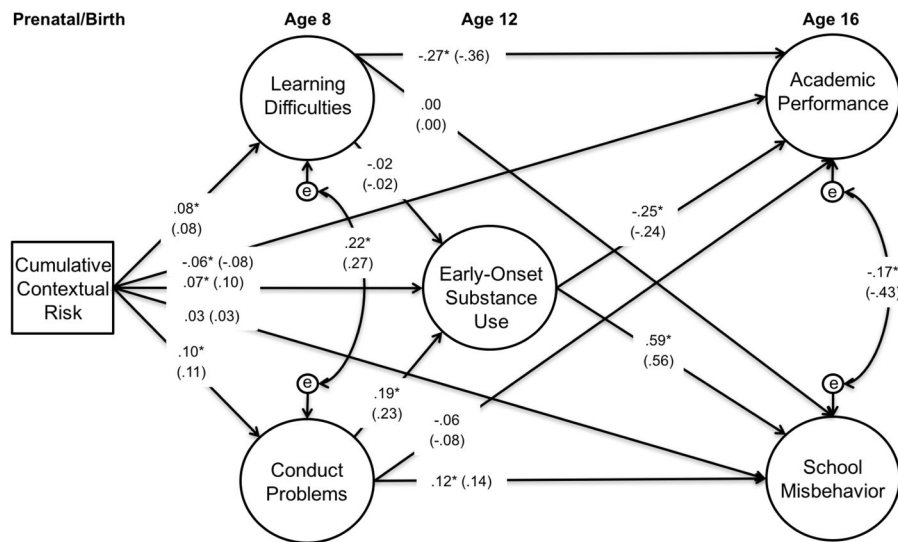 Prenatal/Birth
Age 8
Age 12
Age 16
Learning
Difficulties
-.27* (-.36)
Academic
Performance
.00
(.00)
-.02
(-.02)
e
e
.08*
(.08)
.22*
(.27)
-.25*
(-.24)
Cumulative
Contextual
Risk
-.06* (-.08)
.07* (.10)
.03 (.03)
Early-Onset
Substance
Use
-.17*
(-.43)
.10*
(.11)
.59*
(.56)
e
e
.19*
(.23)
-.06
(-.08)
Conduct
Problems
.12* (.14)
School
Misbehavior